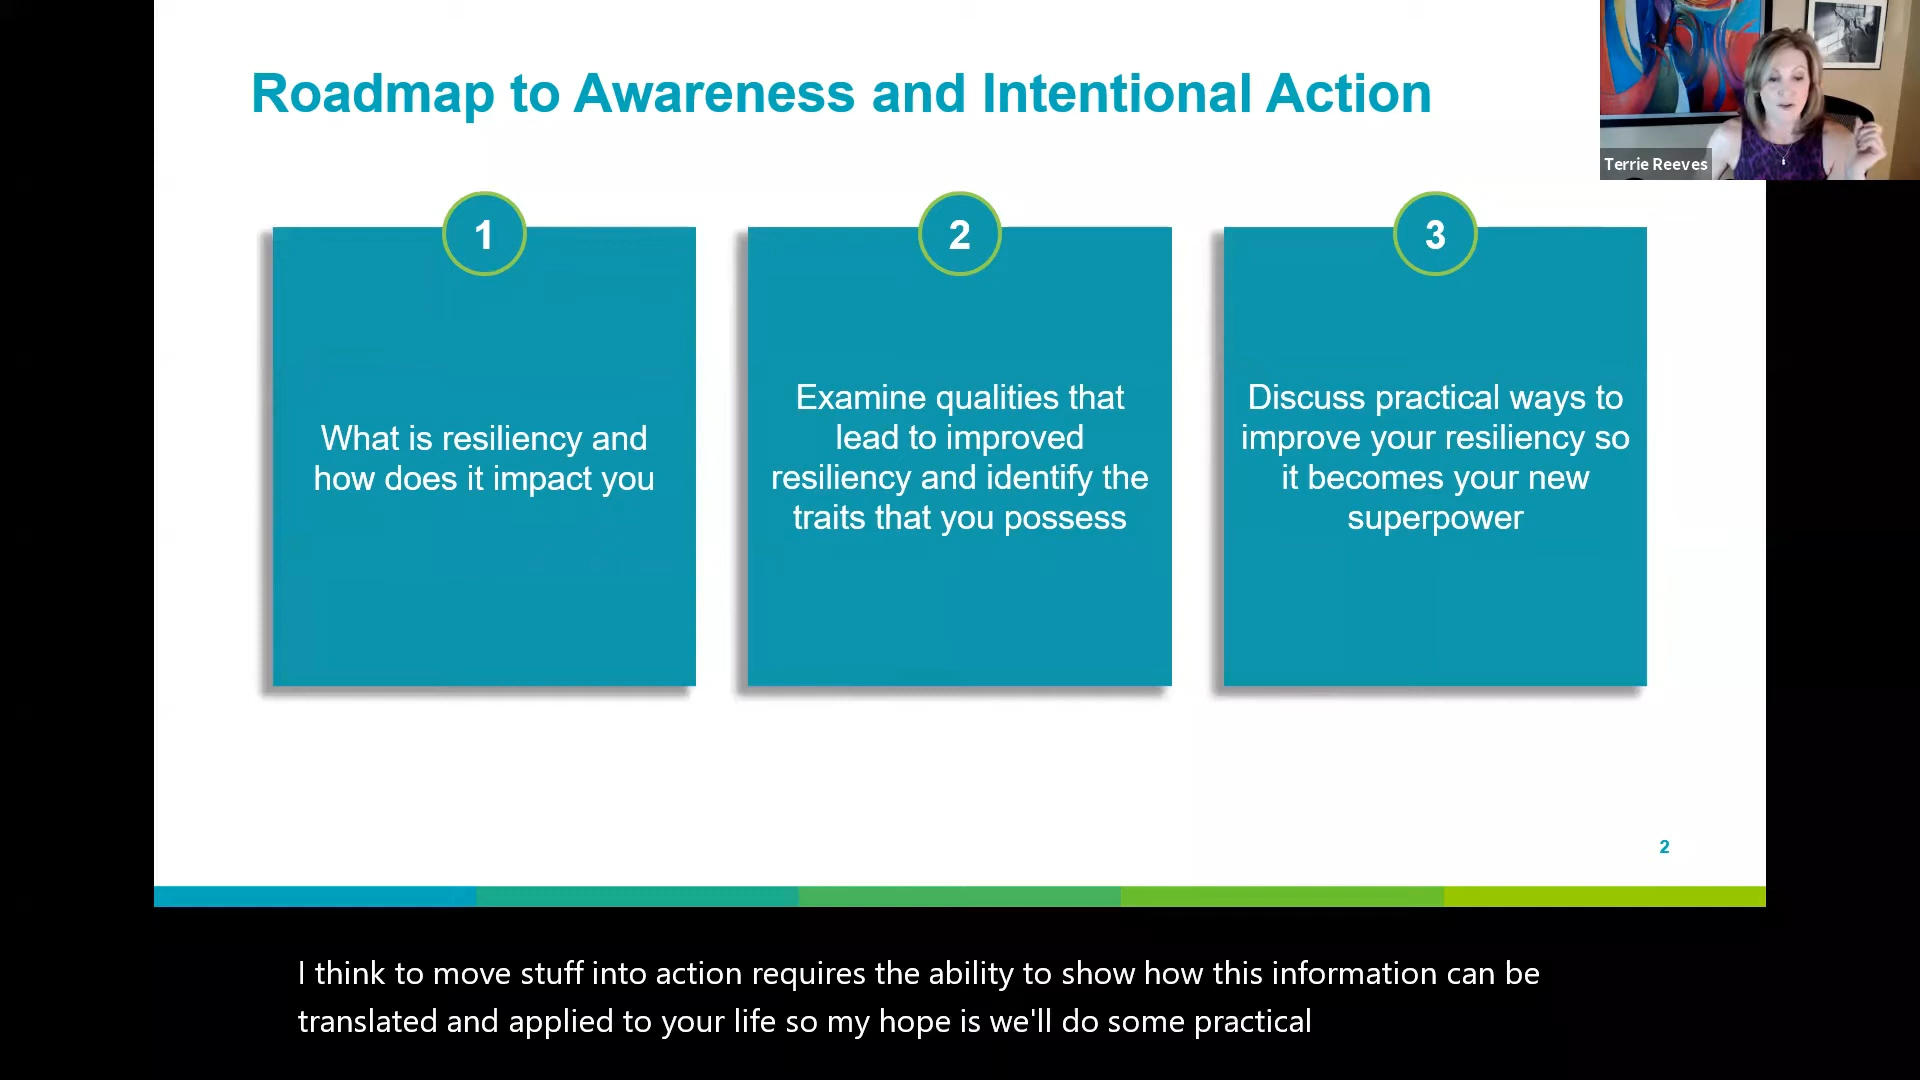 Roadmap to Awareness and Intentional Action
Terrie Reeves
1
What is resiliency and
how does it impact you
2
Examine qualities that
lead to improved
resiliency and identify the
traits that you possess
3
Discuss practical ways to
improve your resiliency so
it becomes your new
superpower
2
I think to move stuff into action requires the ability to show how this information can be
translated and applied to your life so my hope is we'll do some practical